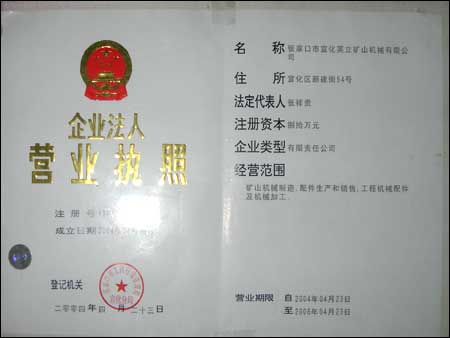 企业法人
营业执照
注 册 号
成立日期
登记机关
二零零四年 四 月 二十三日
名 称 张家口市宣化英立矿山机械有限公
司
住 所 宣化区新建街54号
法定代表人 张祥贵
注册资本 捌拾万元
企业类型 有限责任公司
经营范围
矿山机械制造、配件生产和销售,工程机械配件
及机械加工.
营业期限 自 2004年04月23日
至 2006年04月23日